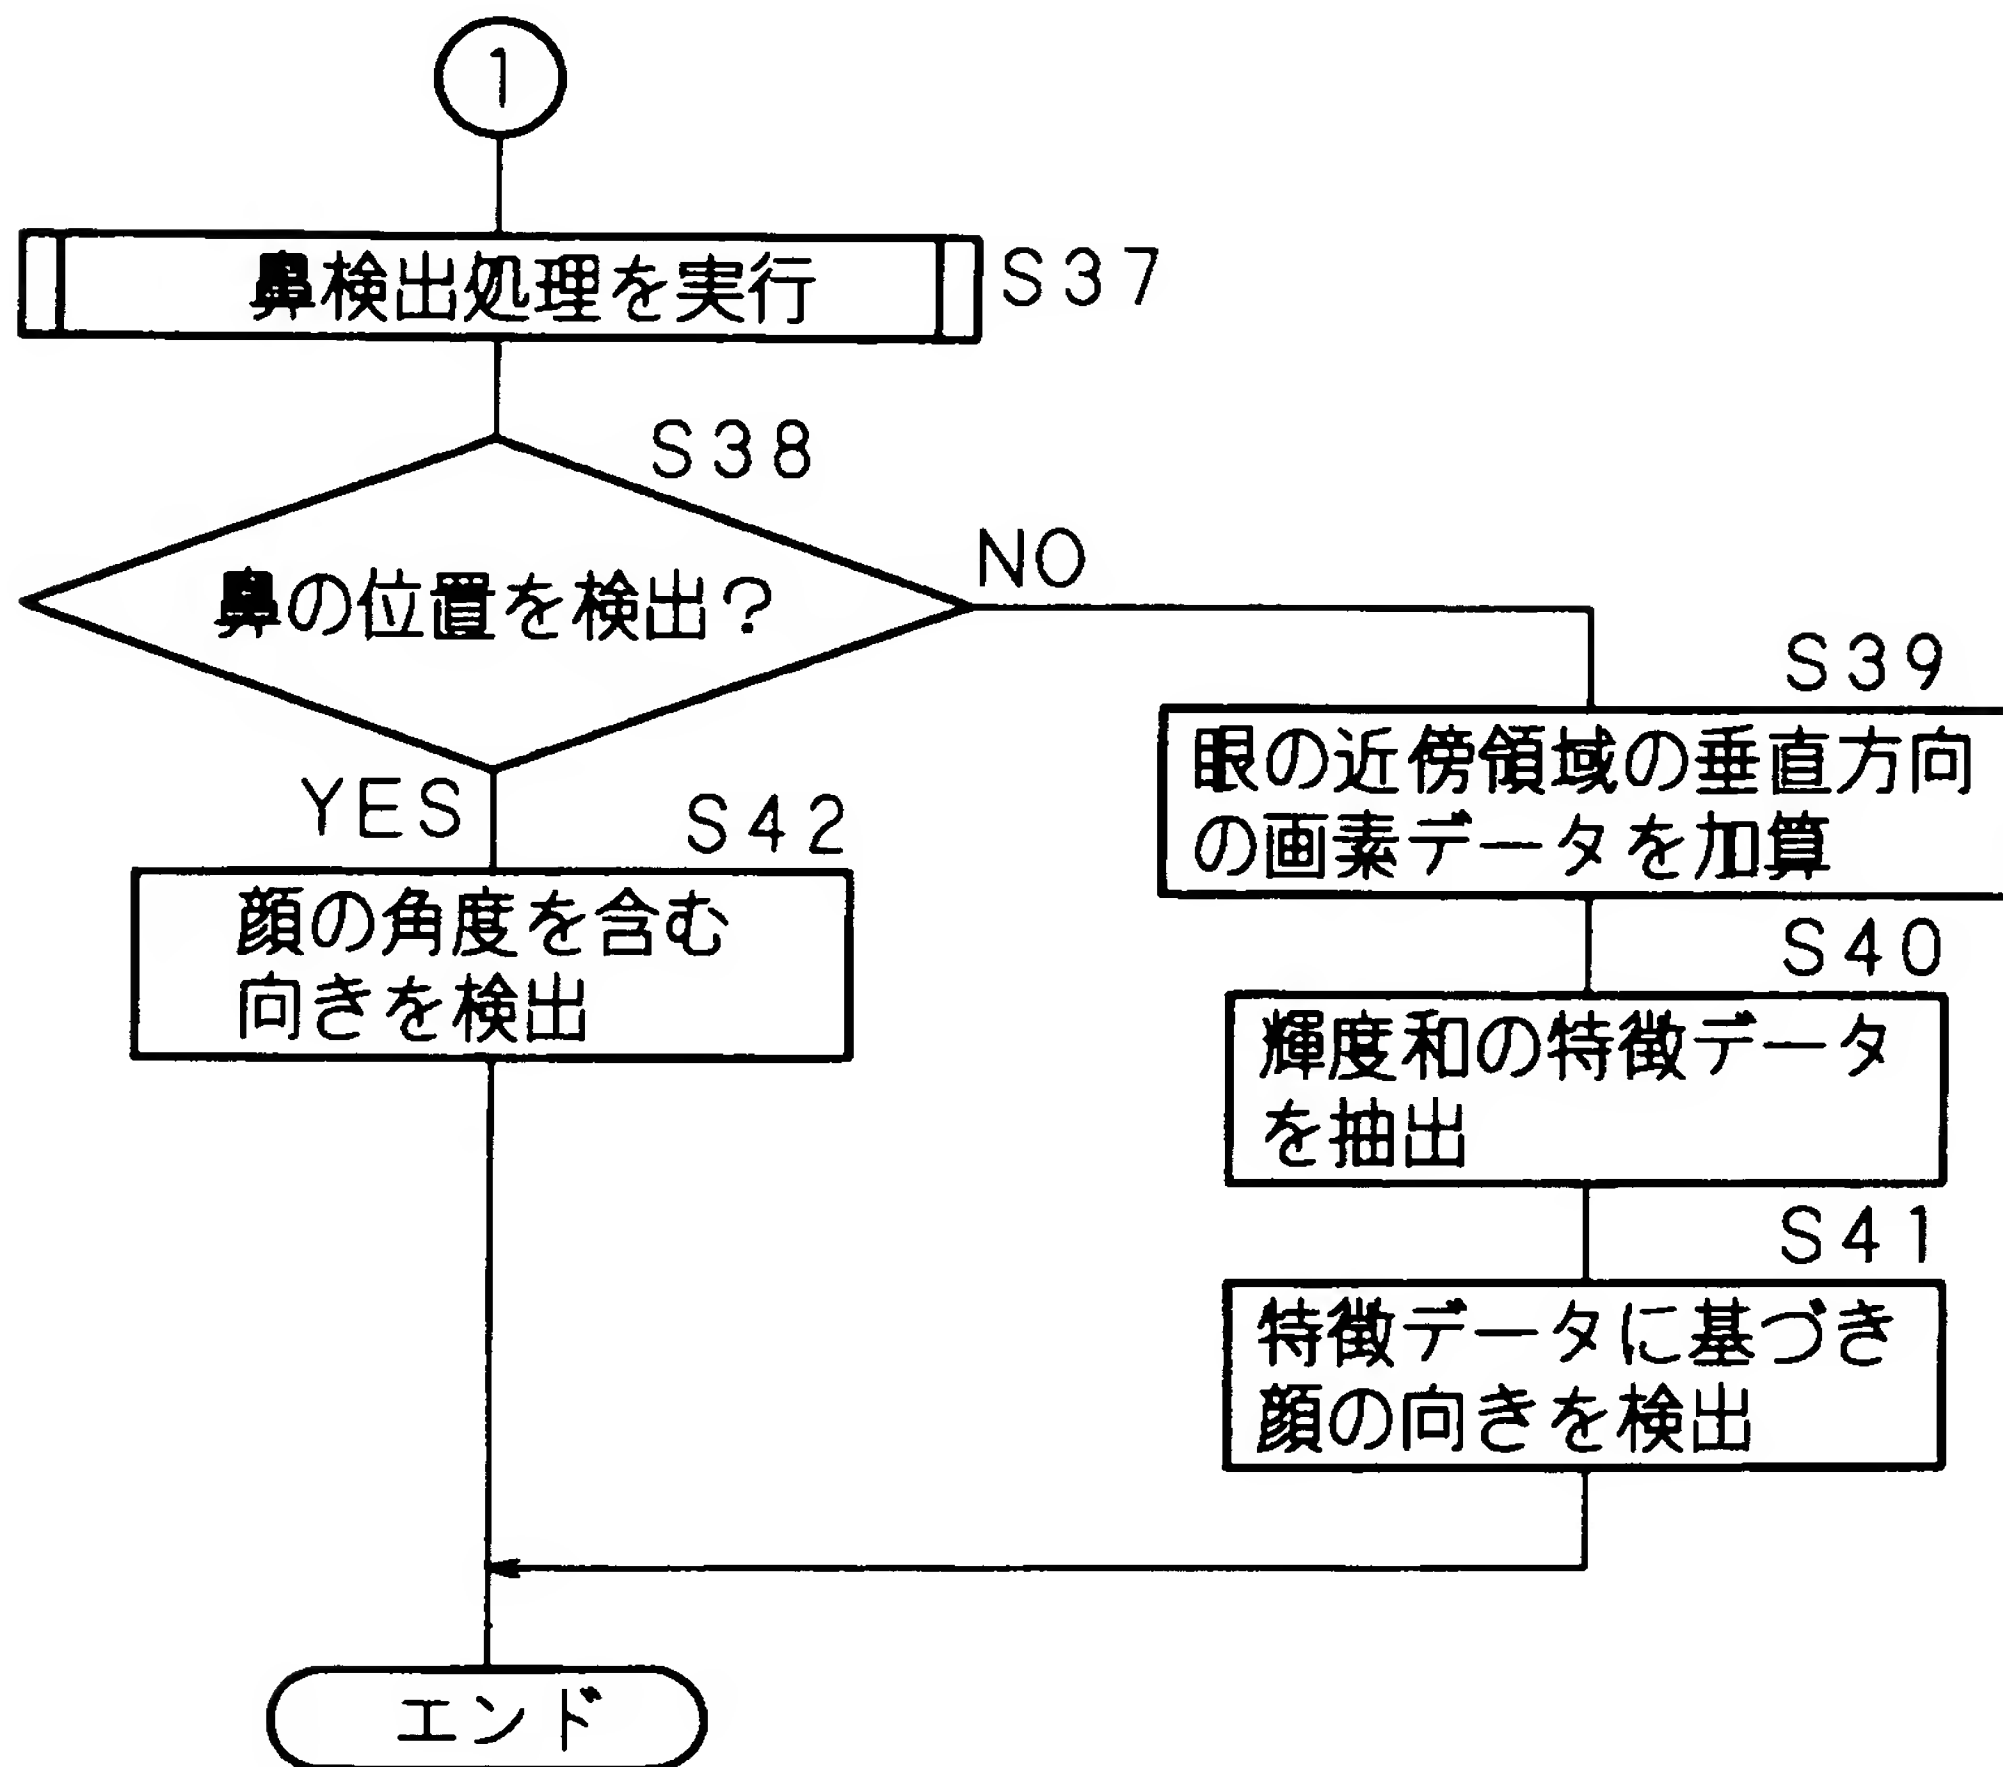 1
鼻検出処理を実行
S37
S38
鼻の位置を検出?
NO
YES
S39
眼の近傍領域の垂直方向
の画素データを加算
S42
顔の角度を含む
向きを検出
S40
輝度和の特徴データ
を抽出
S41
特徴データに基づき
顔の向きを検出
エンド